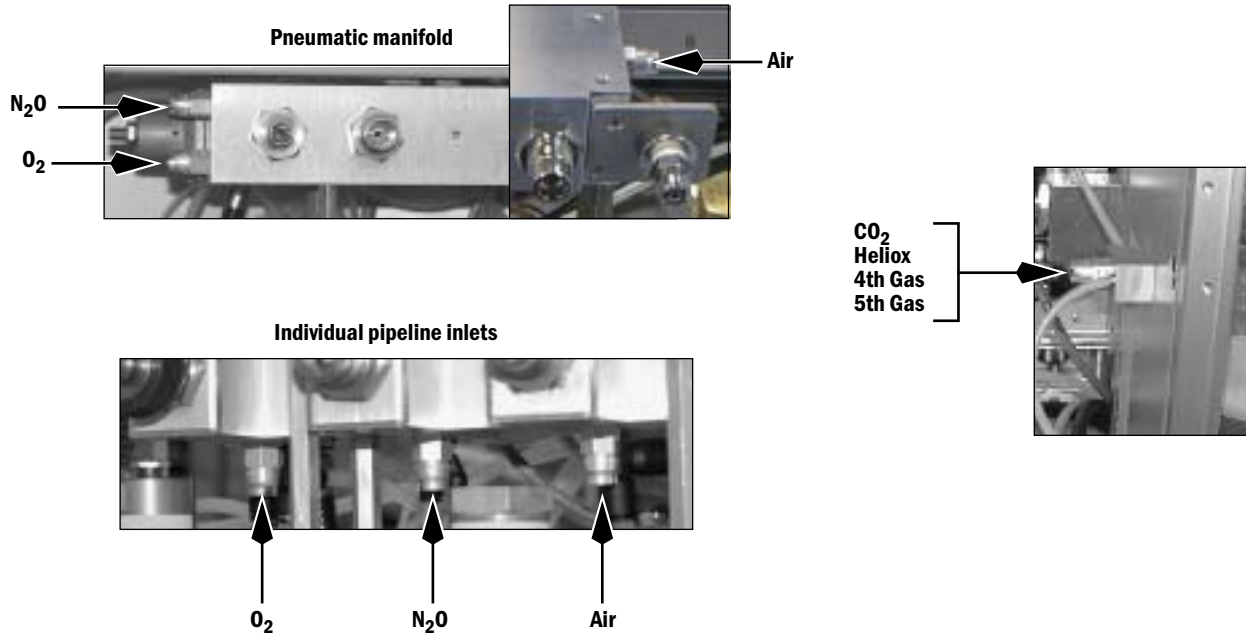 Pneumatic manifold
Air
N₂O
O₂
CO₂
Heliox
4th Gas
5th Gas
Individual pipeline inlets
O₂
N₂O
Air